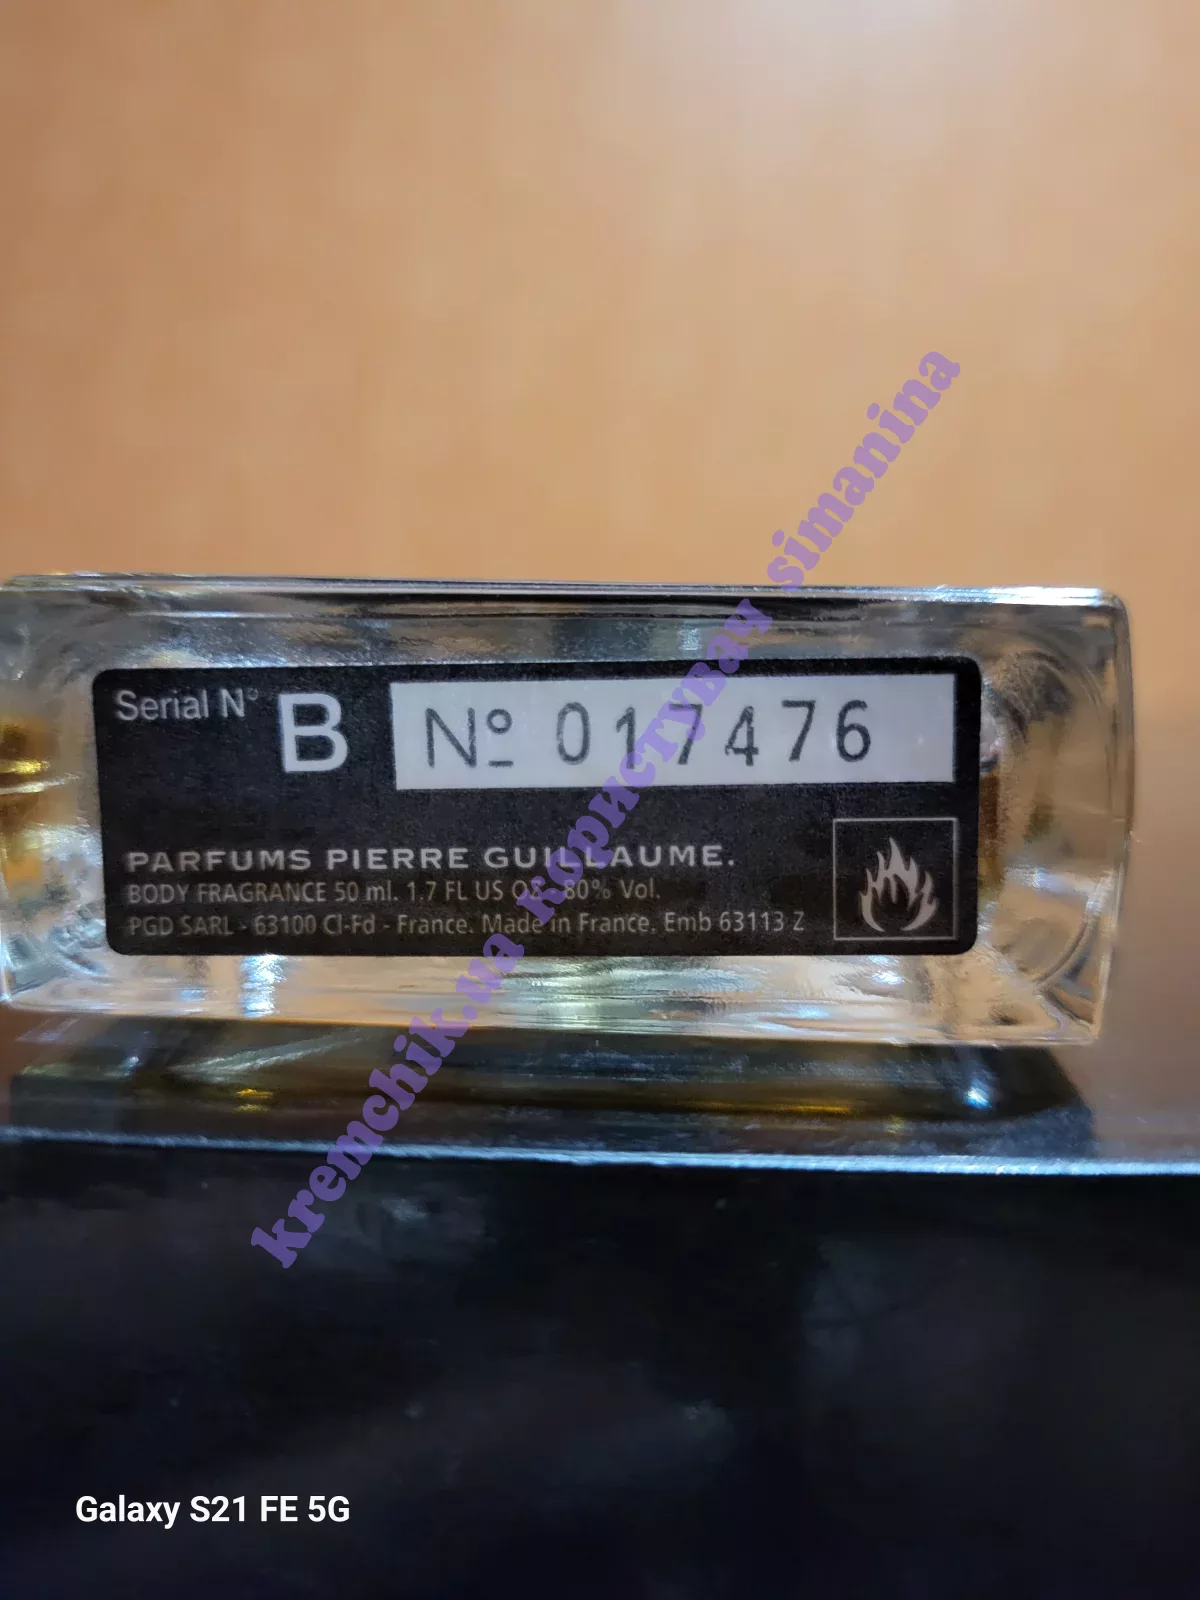 Serial N° B Nº 017476
PARFUMS PIERRE GUILLAUME.
BODY FRAGRANCE 50 ml. 1.7 FL US OZ - 80% Vol.
PGD SARL - 63100 Cl-Fd - France. Made in France. Emb 63113 Z
kremchik.ua користувач simanina
Galaxy S21 FE 5G